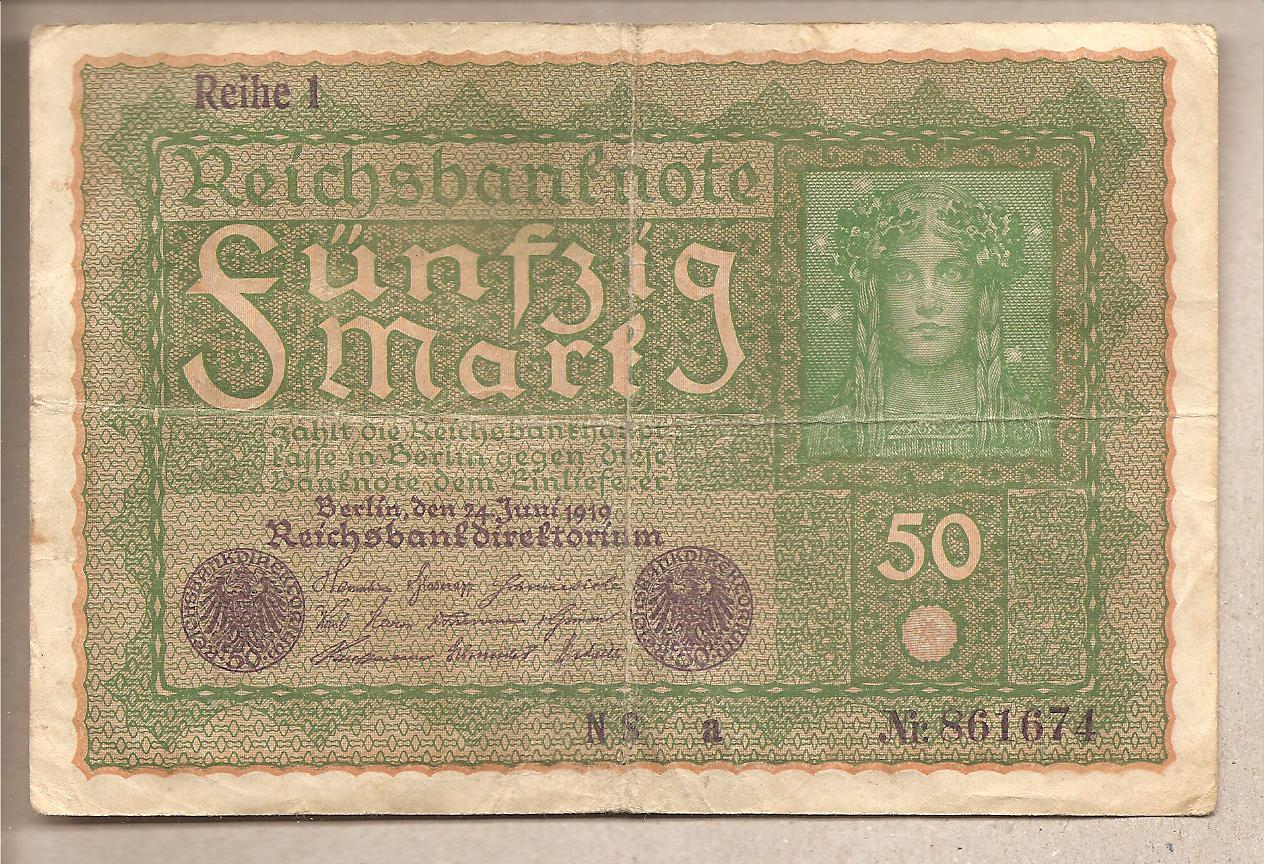 Reihe 1
Reichsbanknote
Fünfzig
Mark
zahlt die Reichsbankhaupt
kasse in Berlin gegen diese
Banknote dem Einlieferer
Berlin, den 24. Juni 1919
Reichsbankdirektorium
50
a
Nr. 861674